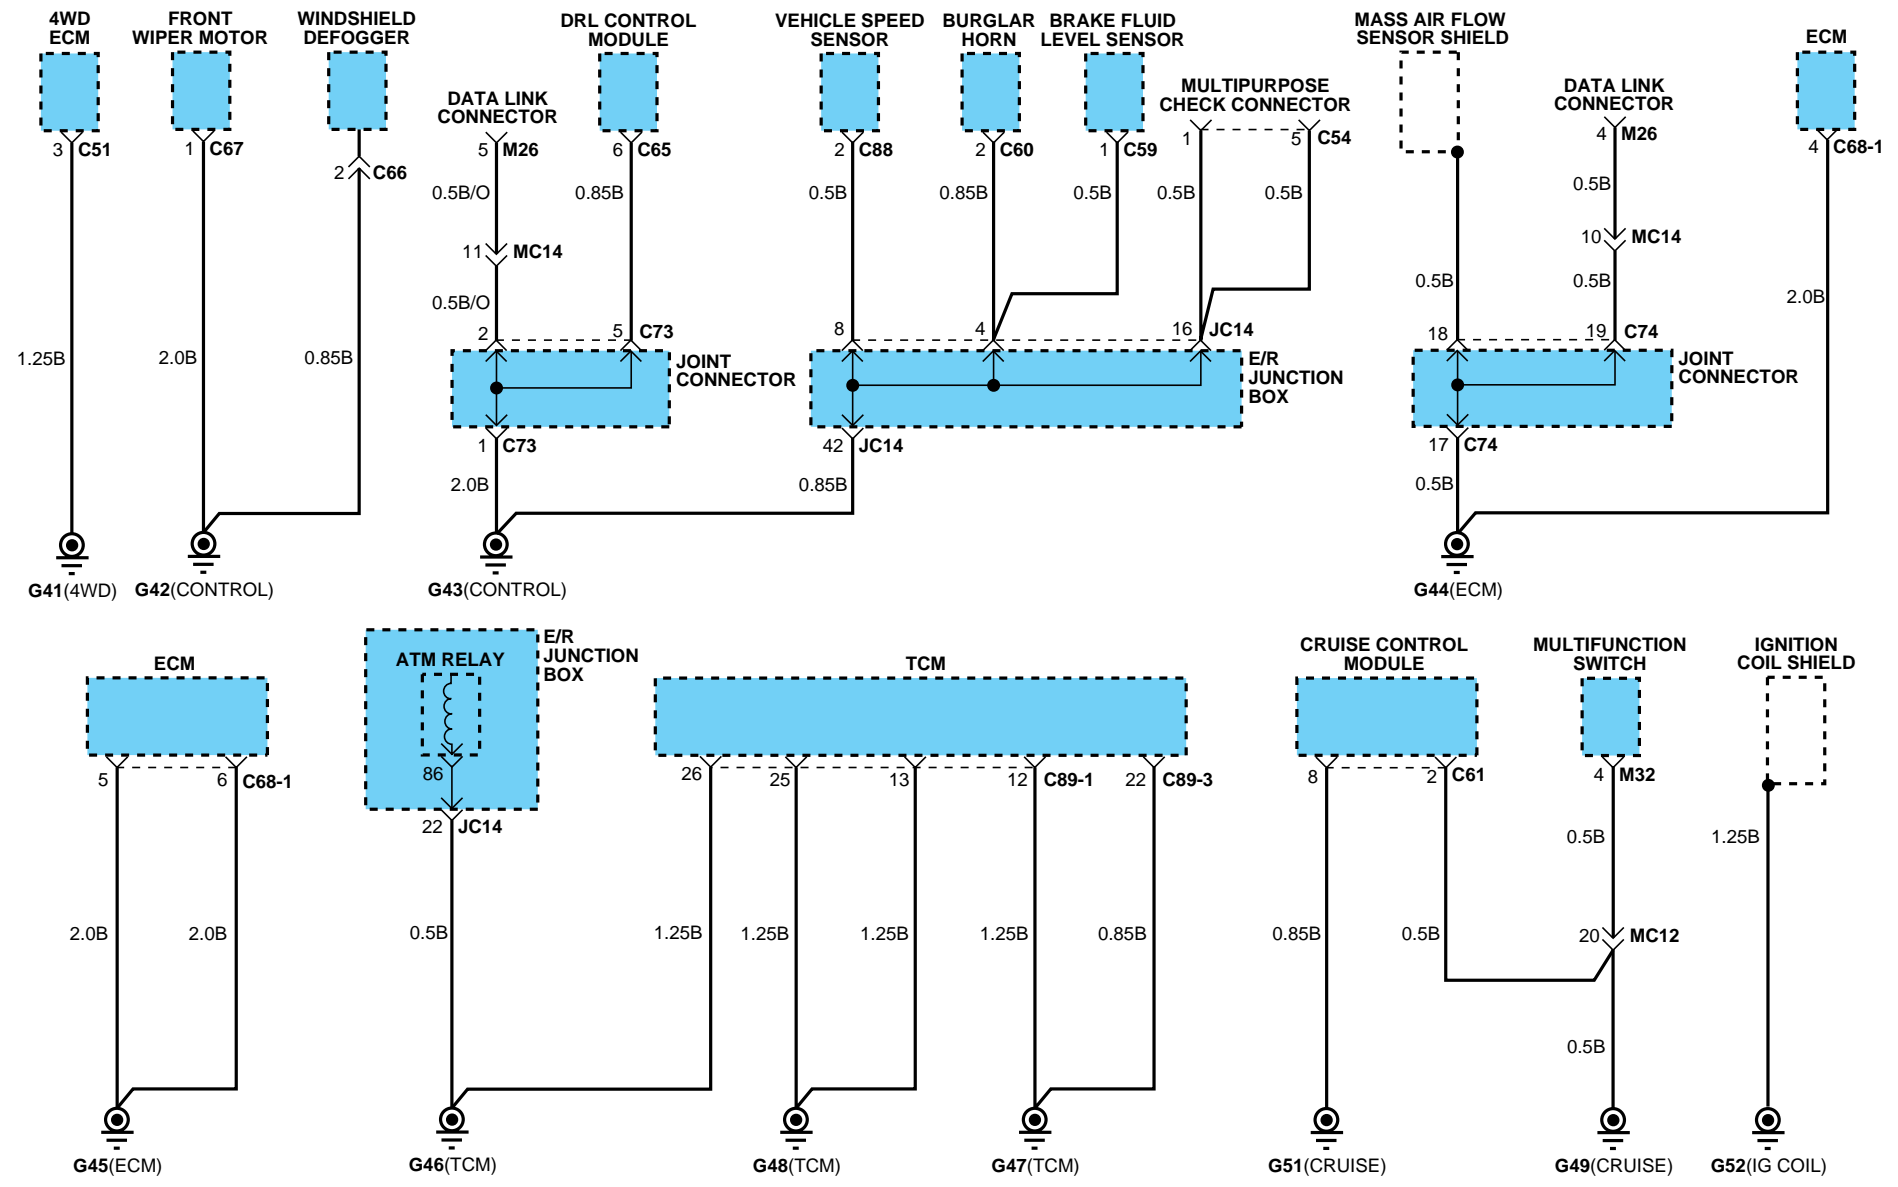 4WD
ECM
FRONT
WIPER MOTOR
WINDSHIELD
DEFOGGER
DRL CONTROL
MODULE
VEHICLE SPEED
SENSOR
BURGLAR
HORN
BRAKE FLUID
LEVEL SENSOR
MASS AIR FLOW
SENSOR SHIELD
ECM
DATA LINK
CONNECTOR
MULTIPURPOSE
CHECK CONNECTOR
DATA LINK
CONNECTOR
3 C51
1 C67
2 C66
5 M26
6 C65
2 C88
2 C60
1 C59
1
5 C54
4 M26
4 C68-1
0.5B/O
0.85B
0.5B
0.85B
0.5B
0.5B
0.5B
0.5B
11 MC14
10 MC14
0.5B/O
0.5B
0.5B
2.0B
2
5 C73
8
4
16 JC14
18
19 C74
1.25B
2.0B
0.85B
JOINT
CONNECTOR
E/R
JUNCTION
BOX
JOINT
CONNECTOR
1 C73
42 JC14
17 C74
2.0B
0.85B
0.5B
G41(4WD)
G42(CONTROL)
G43(CONTROL)
G44(ECM)
ECM
ATM RELAY
E/R
JUNCTION
BOX
TCM
CRUISE CONTROL
MODULE
MULTIFUNCTION
SWITCH
IGNITION
COIL SHIELD
5
6 C68-1
86
22 JC14
26
25
13
12 C89-1
22 C89-3
8
2 C61
4 M32
0.5B
1.25B
2.0B
2.0B
0.5B
1.25B
1.25B
1.25B
1.25B
0.85B
0.85B
0.5B
20 MC12
0.5B
G45(ECM)
G46(TCM)
G48(TCM)
G47(TCM)
G51(CRUISE)
G49(CRUISE)
G52(IG COIL)